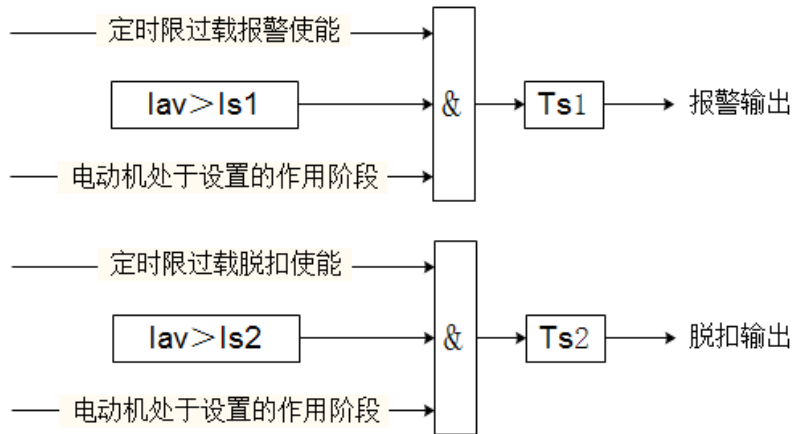 定时限过载报警使能
Iav＞Is1
&
Ts1
报警输出
电动机处于设置的作用阶段
定时限过载脱扣使能
Iav＞Is2
&
Ts2
脱扣输出
电动机处于设置的作用阶段